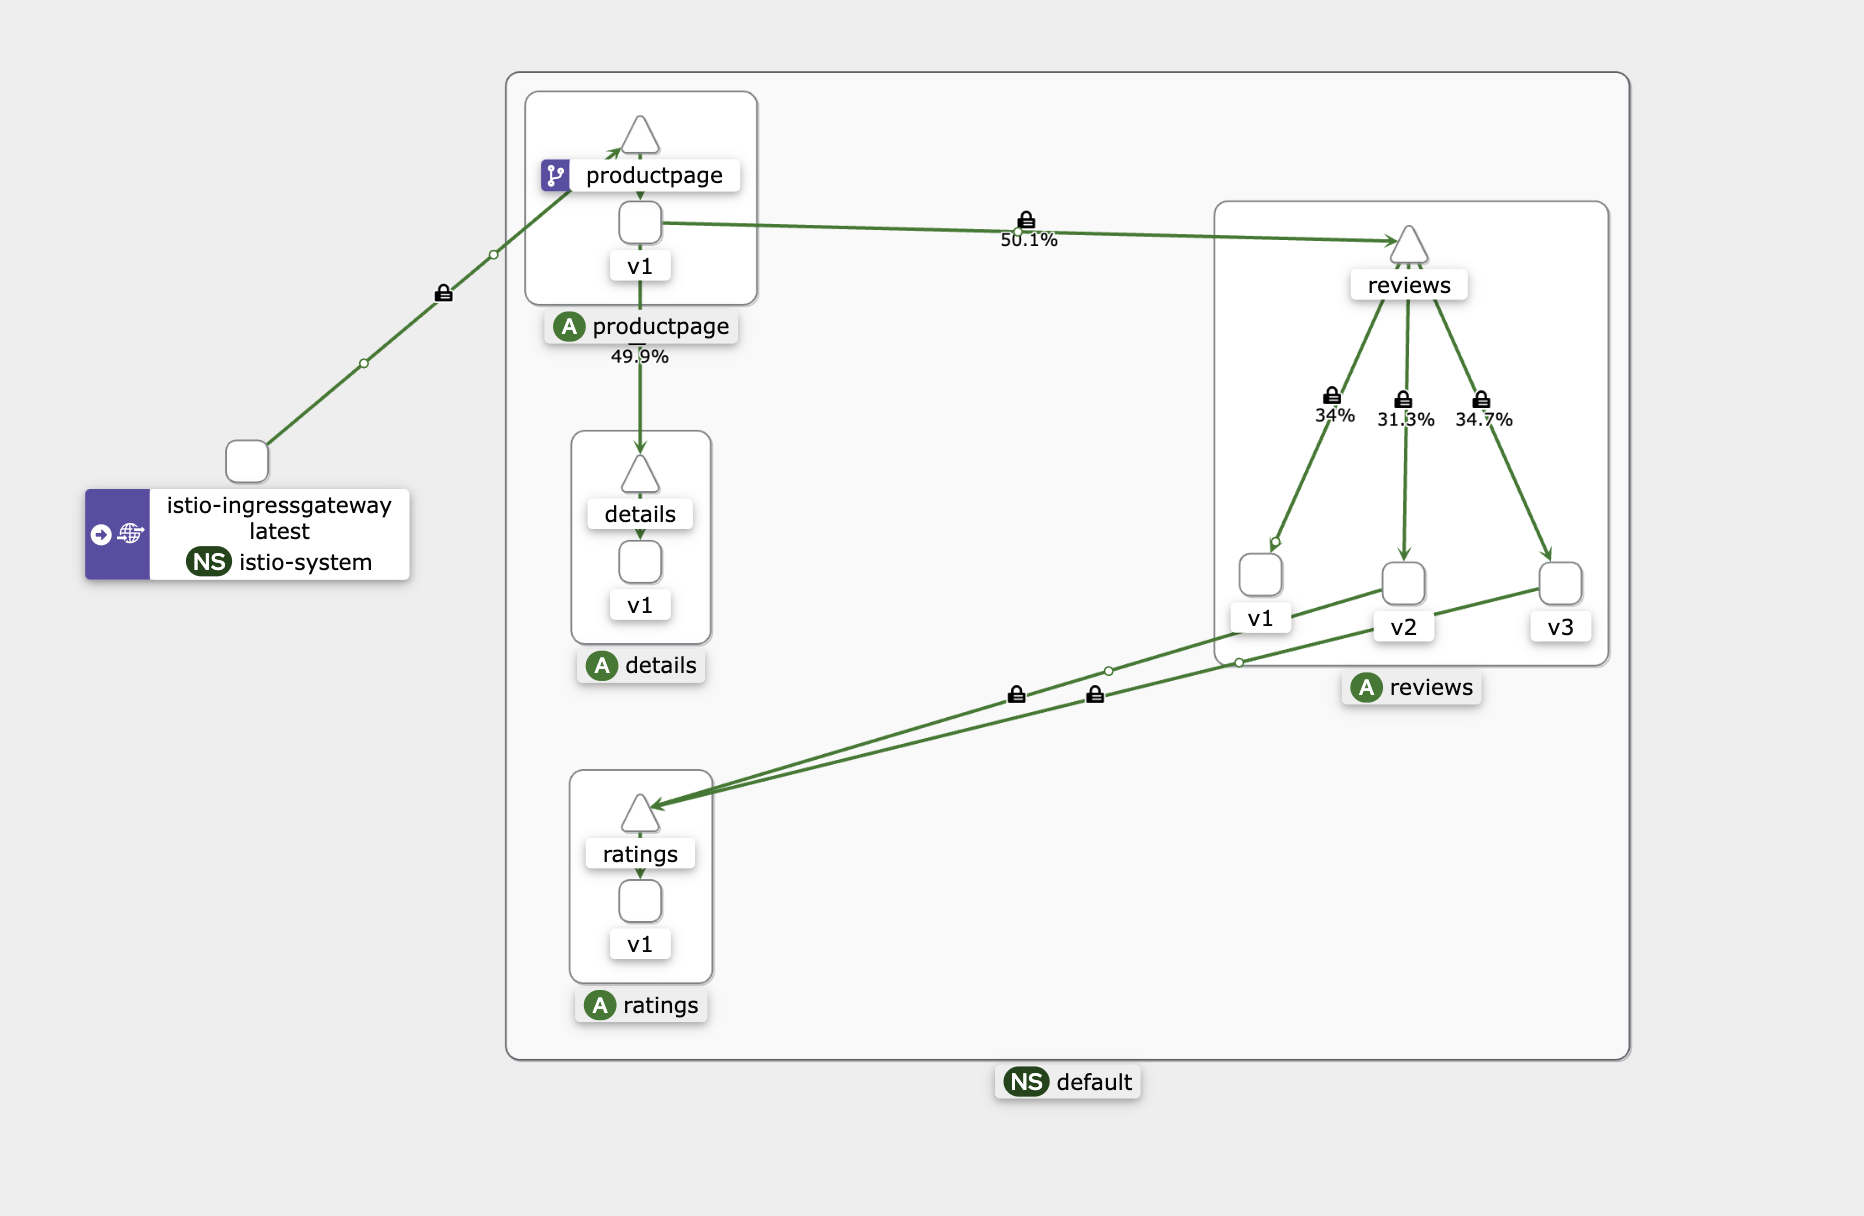 productpage
v1
A productpage
50.1%
49.9%
reviews
34%
31.3%
34.7%
istio-ingressgateway
latest
NS istio-system
details
v1
A details
v1
v2
v3
A reviews
ratings
v1
A ratings
NS default